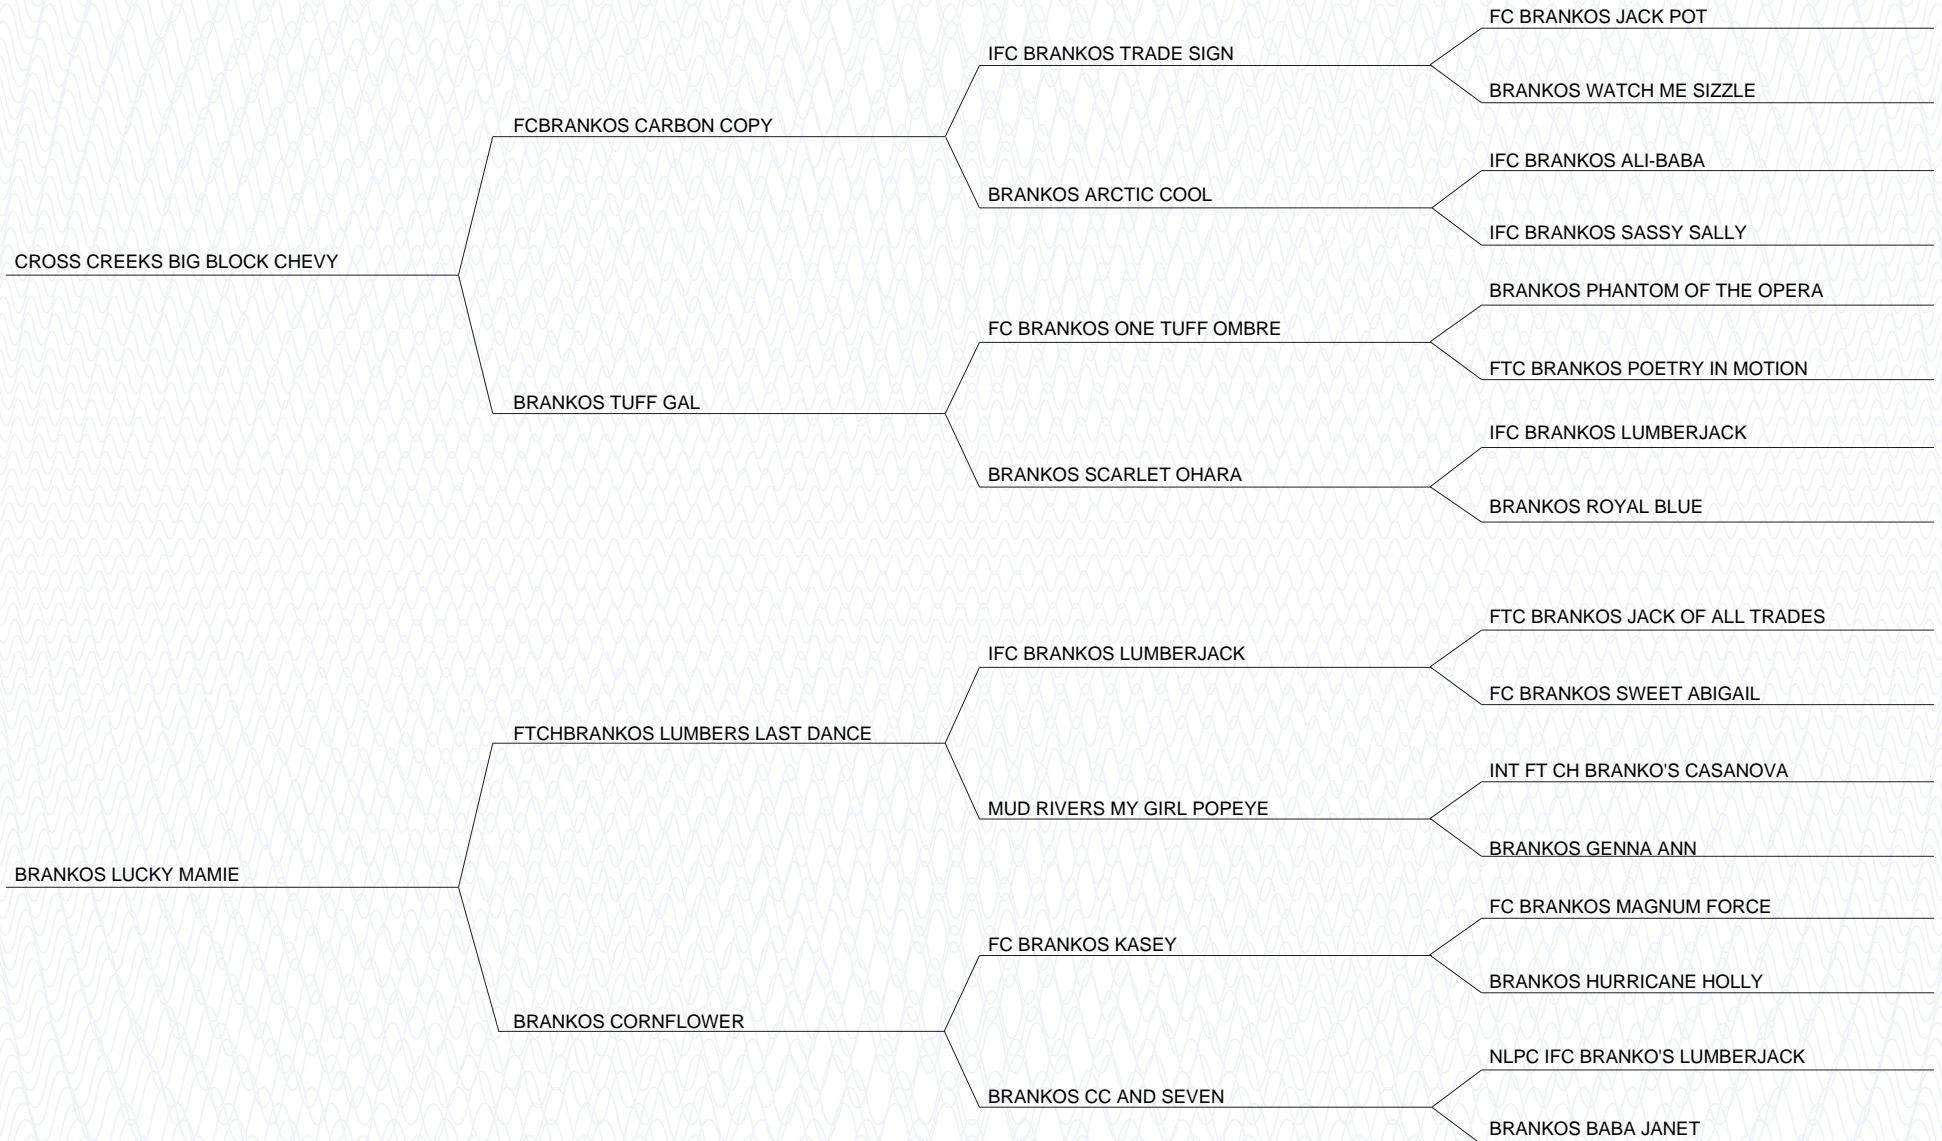 FC BRANKOS JACK POT
IFC BRANKOS TRADE SIGN
BRANKOS WATCH ME SIZZLE
FCBRANKOS CARBON COPY
IFC BRANKOS ALI-BABA
BRANKOS ARCTIC COOL
IFC BRANKOS SASSY SALLY
CROSS CREEKS BIG BLOCK CHEVY
BRANKOS PHANTOM OF THE OPERA
FC BRANKOS ONE TUFF OMBRE
FTC BRANKOS POETRY IN MOTION
BRANKOS TUFF GAL
IFC BRANKOS LUMBERJACK
BRANKOS SCARLET OHARA
BRANKOS ROYAL BLUE
FTC BRANKOS JACK OF ALL TRADES
IFC BRANKOS LUMBERJACK
FC BRANKOS SWEET ABIGAIL
FTCHBRANKOS LUMBERS LAST DANCE
INT FT CH BRANKO'S CASANOVA
MUD RIVERS MY GIRL POPEYE
BRANKOS GENNA ANN
BRANKOS LUCKY MAMIE
FC BRANKOS MAGNUM FORCE
FC BRANKOS KASEY
BRANKOS HURRICANE HOLLY
BRANKOS CORNFLOWER
NLPC IFC BRANKO'S LUMBERJACK
BRANKOS CC AND SEVEN
BRANKOS BABA JANET